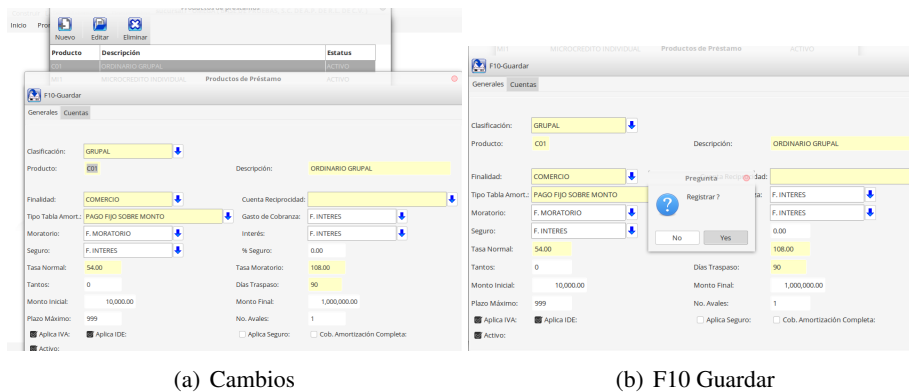 Productos de préstamos
Inicio
Nuevo Editar Eliminar
Producto Descripción Estatus
C01 ORDINARIO GRUPAL ACTIVO
MI1 MICROCREDITO INDIVIDUAL Productos de Préstamo ACTIVO
F10-Guardar
Generales Cuentas
Clasificación: GRUPAL
Producto: C01 Descripción: ORDINARIO GRUPAL
Finalidad: COMERCIO Cuenta Reciprocidad:
Tipo Tabla Amort.: PAGO FIJO SOBRE MONTO Gasto de Cobranza: F. INTERES
Moratorio: F. MORATORIO Interés: F. INTERES
Seguro: F. INTERES % Seguro: 0.00
Tasa Normal: 54.00 Tasa Moratorio: 108.00
Tantos: 0 Días Traspaso: 90
Monto Inicial: 10,000.00 Monto Final: 1,000,000.00
Plazo Máximo: 999 No. Avales: 1
Aplica IVA: Aplica IDE: Aplica Seguro: Cob. Amortización Completa:
Activo:
(a) Cambios
MI1 MICROCREDITO INDIVIDUAL Productos de Préstamo ACTIVO
F10-Guardar
Generales Cuentas
Clasificación: GRUPAL
Producto: C01 Descripción: ORDINARIO GRUPAL
Finalidad: COMERCIO
Tipo Tabla Amort.: PAGO FIJO SOBRE MONTO F. INTERES
Moratorio: F. MORATORIO F. INTERES
Seguro: F. INTERES 0.00
Pregunta
Registrar ?
No Yes
Tasa Normal: 54.00 108.00
Tantos: 0 Días Traspaso: 90
Monto Inicial: 10,000.00 Monto Final: 1,000,000.00
Plazo Máximo: 999 No. Avales: 1
Aplica IVA: Aplica IDE: Aplica Seguro: Cob. Amortización Completa:
Activo:
(b) F10 Guardar